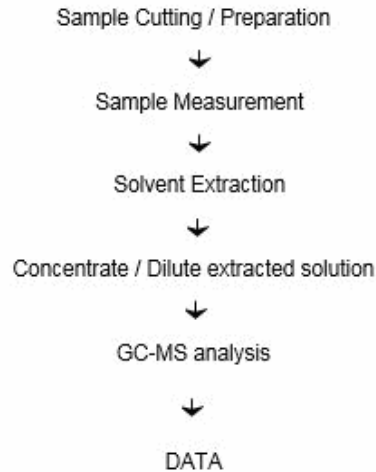 Sample Cutting / Preparation
↓
Sample Measurement
↓
Solvent Extraction
↓
Concentrate / Dilute extracted solution
↓
GC-MS analysis
↓
DATA